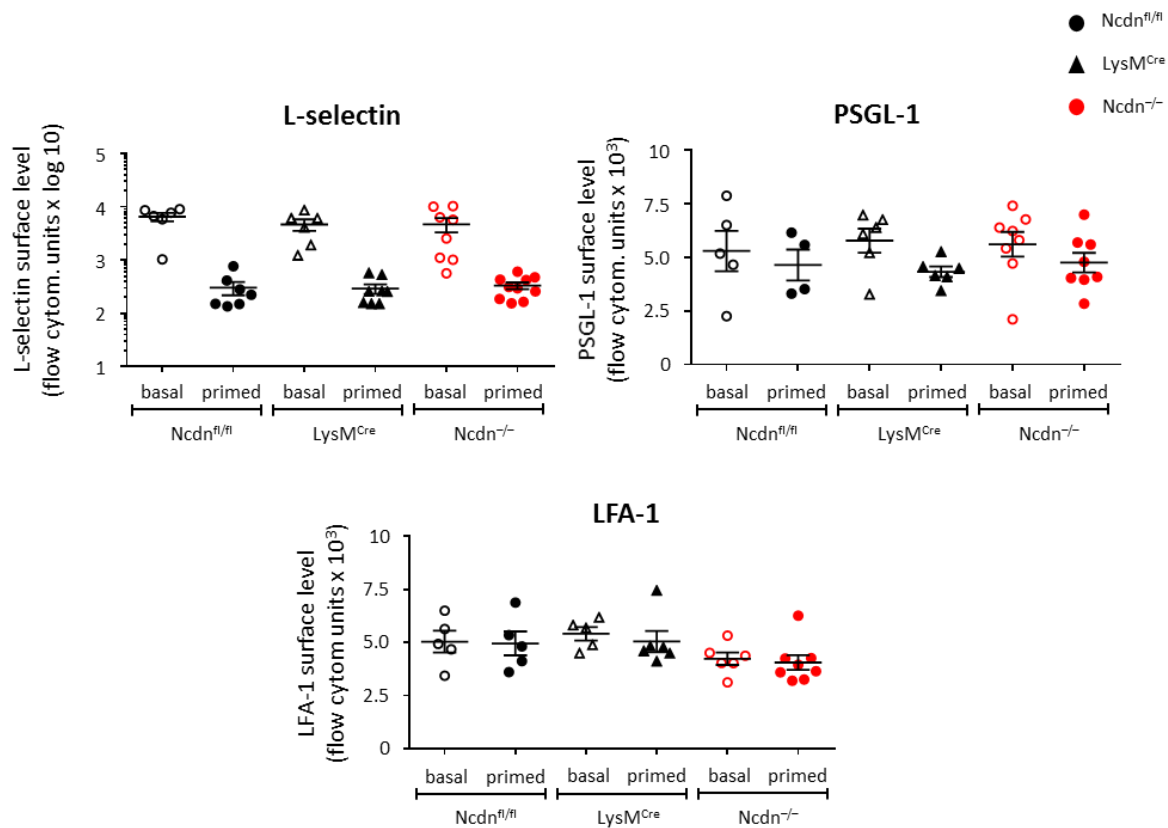 Ncdnfl/fl
LysMCre
Ncdn–/–
L-selectin
L-selectin surface level
(flow cytom. units x log 10)
5
4
3
2
1
basal primed basal primed basal primed
Ncdnfl/fl LysMCre Ncdn–/–
PSGL-1
PSGL-1 surface level
(flow cytom. units x 10³)
10
7.5
5.0
2.5
0
basal primed basal primed basal primed
Ncdnfl/fl LysMCre Ncdn–/–
LFA-1
LFA-1 surface level
(flow cytom units x 10³)
10
7.5
5.0
2.5
0
basal primed basal primed basal primed
Ncdnfl/fl LysMCre Ncdn–/–